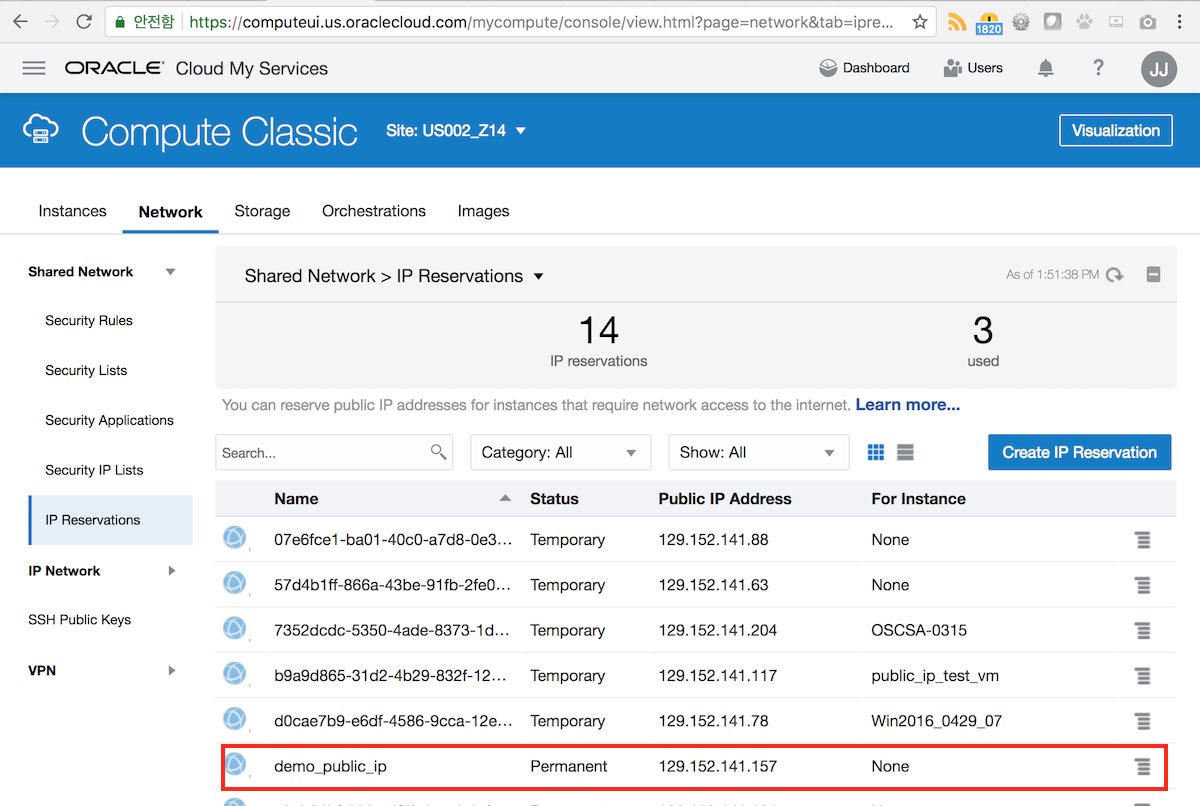 안전함 https://computeui.us.oraclecloud.com/mycompute/console/view.html?page=network&tab=ipre... 1820
ORACLE Cloud My Services Dashboard Users ? JJ
Compute Classic Site: US002_Z14 Visualization
Instances Network Storage Orchestrations Images
Shared Network
Security Rules
Security Lists
Security Applications
Security IP Lists
IP Reservations
IP Network
SSH Public Keys
VPN
Shared Network > IP Reservations As of 1:51:38 PM
14 3
IP reservations used
You can reserve public IP addresses for instances that require network access to the internet. Learn more...
Search... Category: All Show: All Create IP Reservation
Name Status Public IP Address For Instance
07e6fce1-ba01-40c0-a7d8-0e3... Temporary 129.152.141.88 None
57d4b1ff-866a-43be-91fb-2fe0... Temporary 129.152.141.63 None
7352dcdc-5350-4ade-8373-1d... Temporary 129.152.141.204 OSCSA-0315
b9a9d865-31d2-4b29-832f-12... Temporary 129.152.141.117 public_ip_test_vm
d0cae7b9-e6df-4586-9cca-12e... Temporary 129.152.141.78 Win2016_0429_07
demo_public_ip Permanent 129.152.141.157 None